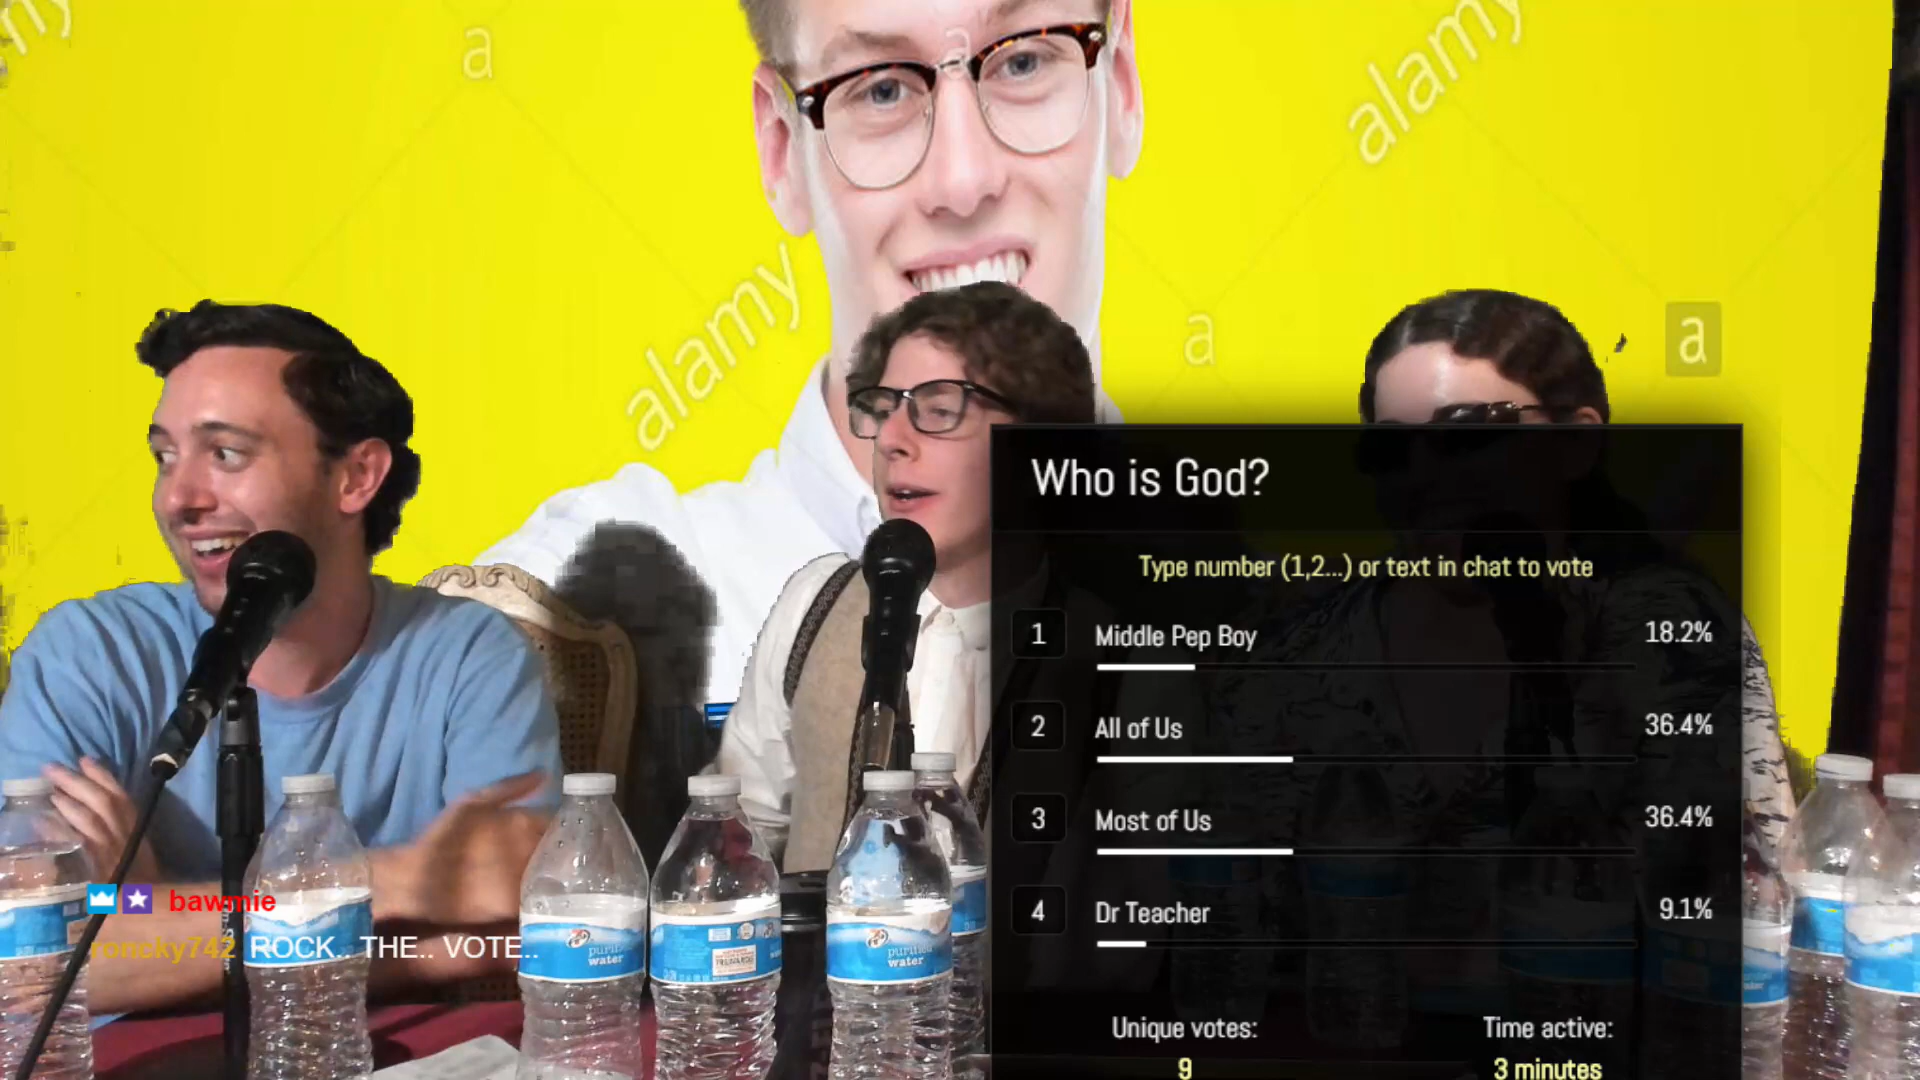 alamy
a
alamy
a
a
alamy
Who is God?
Type number (1,2...) or text in chat to vote
1 Middle Pep Boy 18.2%
2 All of Us 36.4%
3 Most of Us 36.4%
4 Dr Teacher 9.1%
bawmie
roncky742 ROCK.. THE.. VOTE..
purified water
purified water
Unique votes: Time active:
9 3 minutes